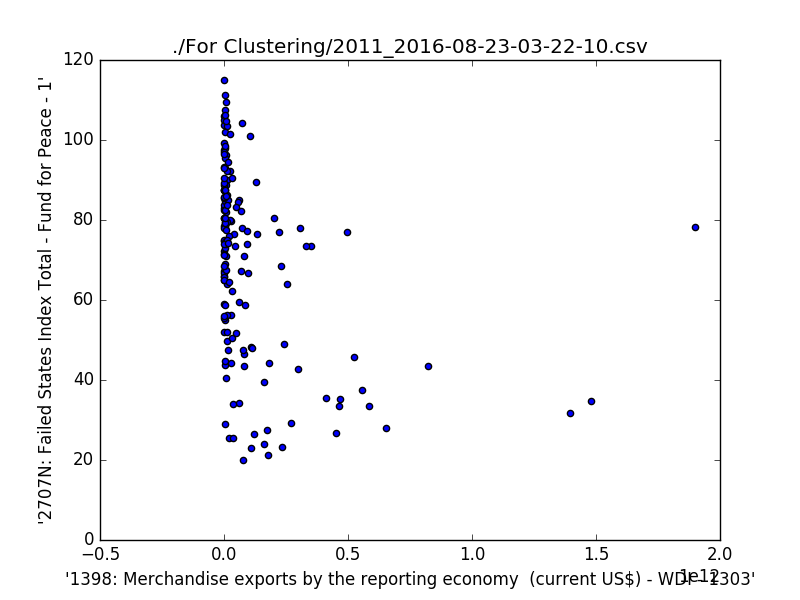 ./For Clustering/2011_2016-08-23-03-22-10.csv
120
100
80
60
40
20
0
'2707N: Failed States Index Total - Fund for Peace - 1'
−0.5 0.0 0.5 1.0 1.5 2.0
1e12
'1398: Merchandise exports by the reporting economy  (current US$) - WDI - 1303'